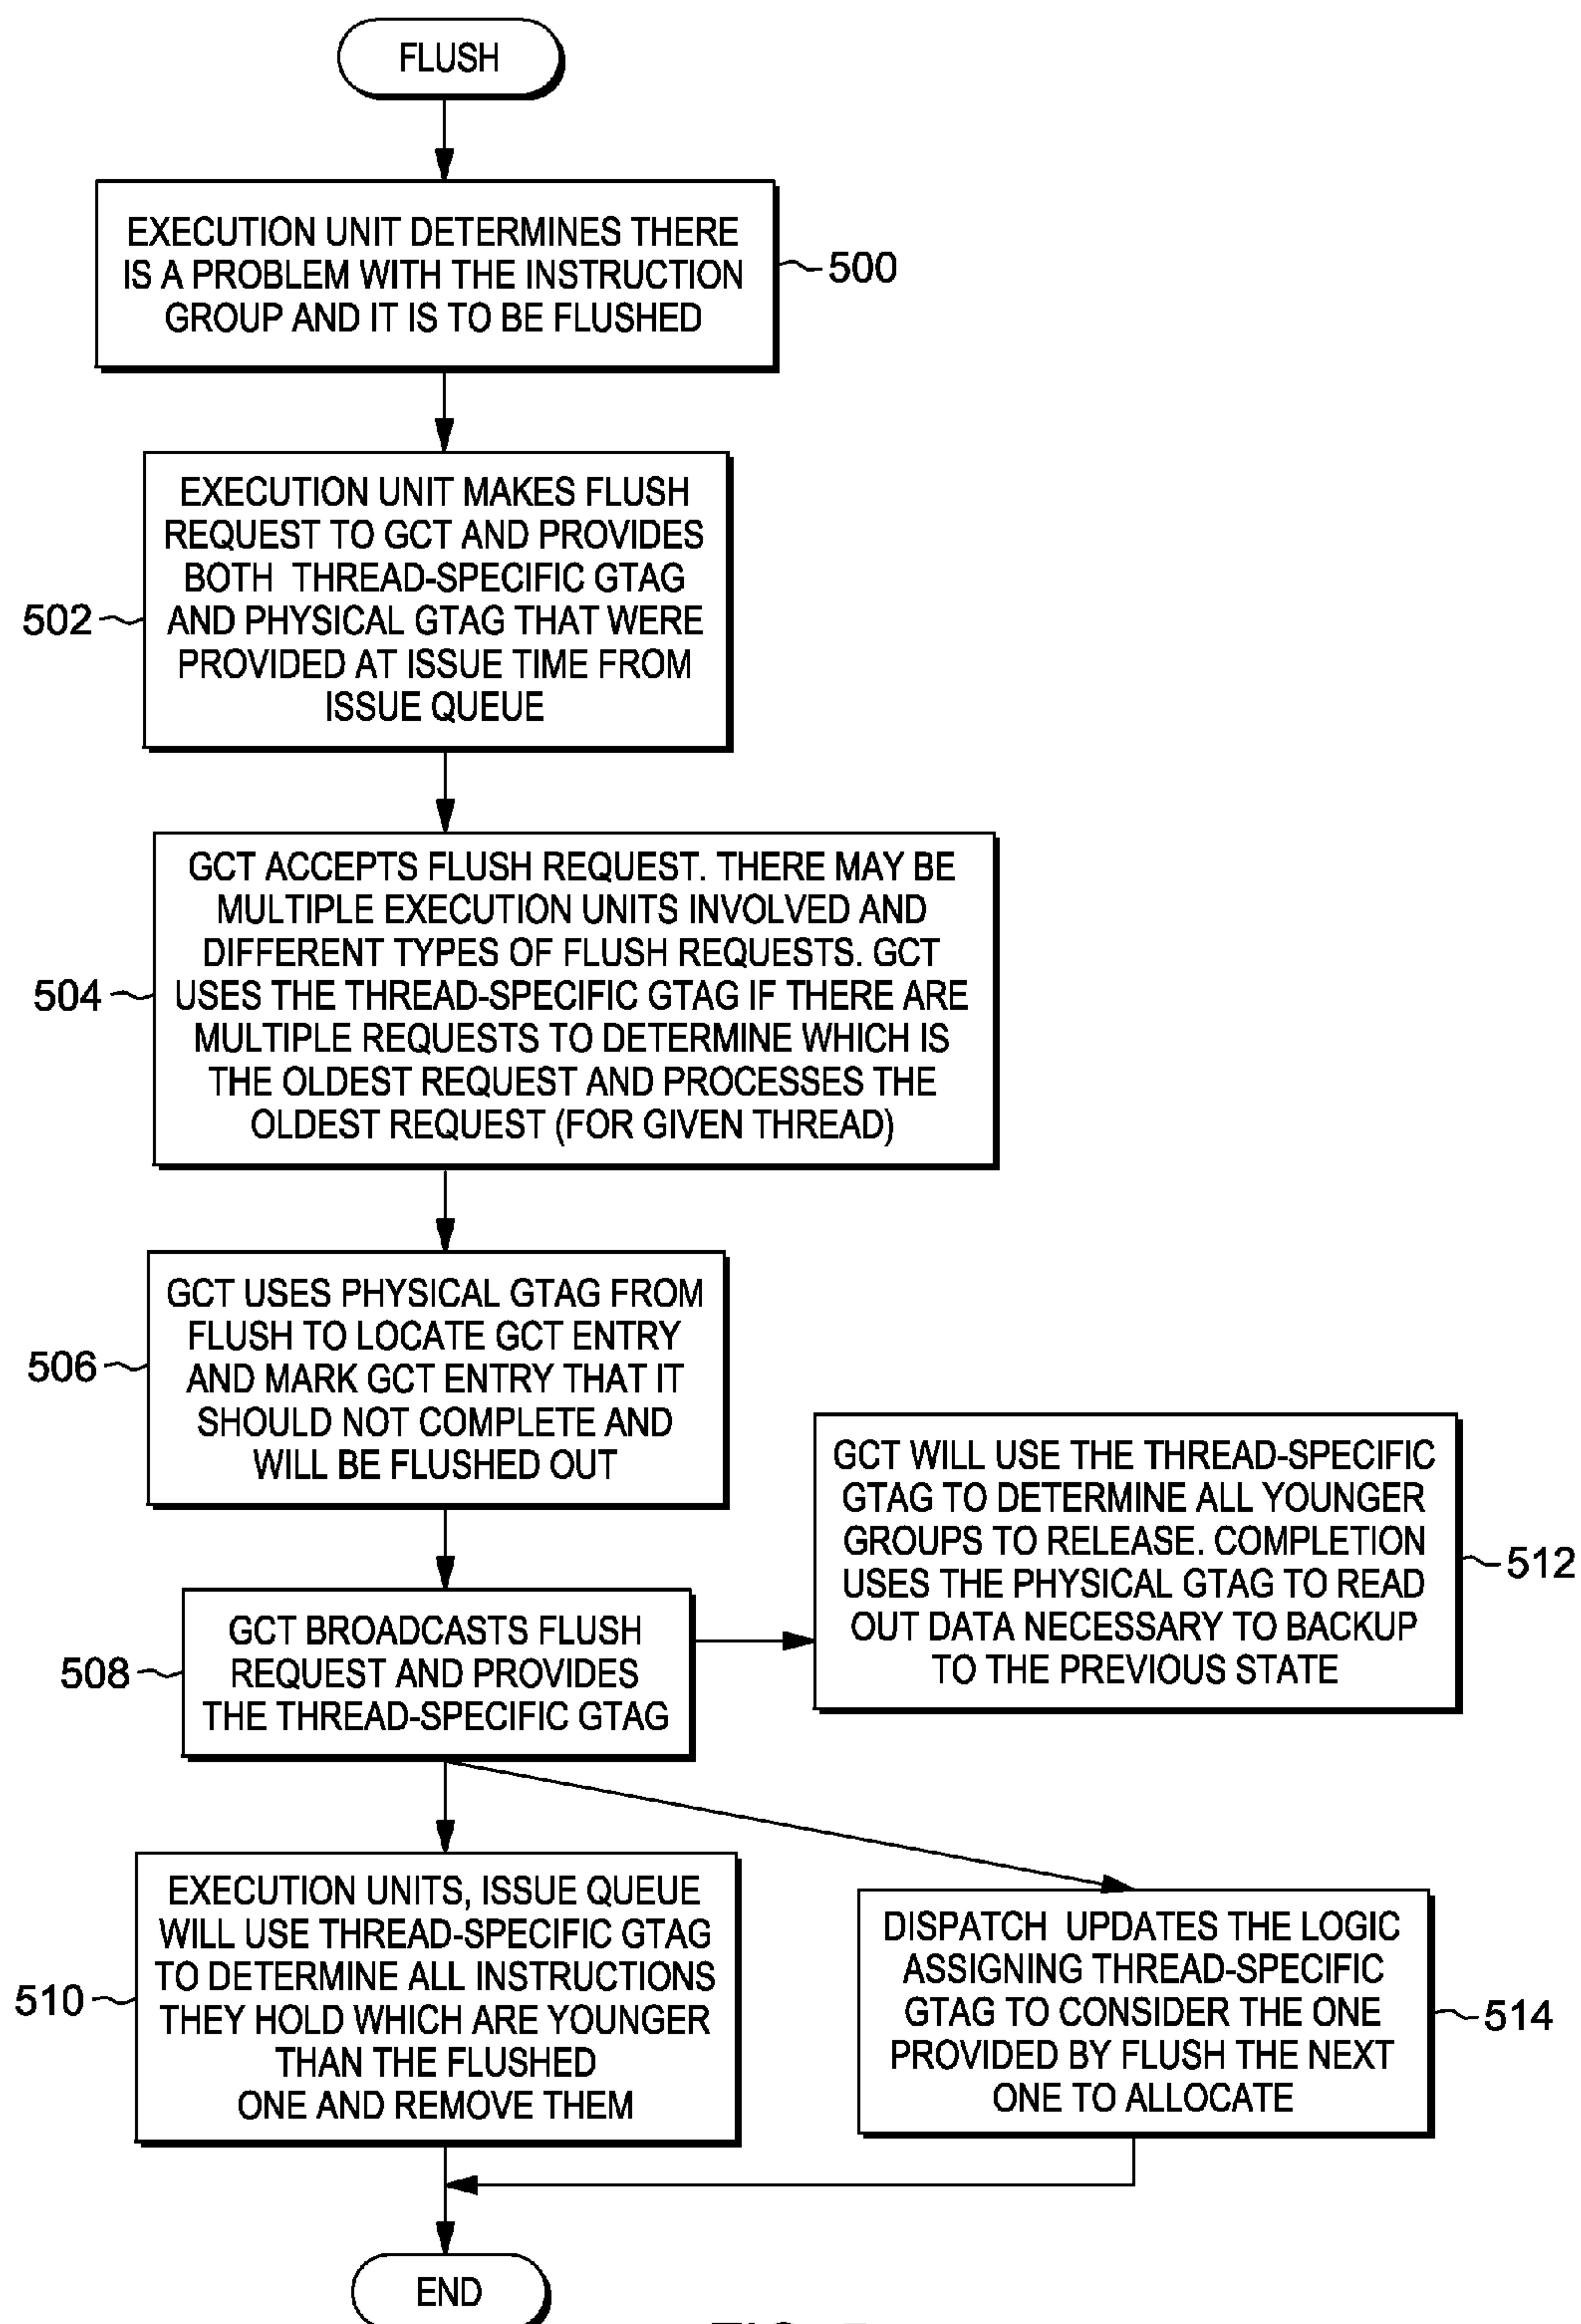 FLUSH
EXECUTION UNIT DETERMINES THERE
IS A PROBLEM WITH THE INSTRUCTION
GROUP AND IT IS TO BE FLUSHED
500
EXECUTION UNIT MAKES FLUSH
REQUEST TO GCT AND PROVIDES
BOTH THREAD-SPECIFIC GTAG
AND PHYSICAL GTAG THAT WERE
PROVIDED AT ISSUE TIME FROM
ISSUE QUEUE
502
GCT ACCEPTS FLUSH REQUEST. THERE MAY BE
MULTIPLE EXECUTION UNITS INVOLVED AND
DIFFERENT TYPES OF FLUSH REQUESTS. GCT
USES THE THREAD-SPECIFIC GTAG IF THERE ARE
MULTIPLE REQUESTS TO DETERMINE WHICH IS
THE OLDEST REQUEST AND PROCESSES THE
OLDEST REQUEST (FOR GIVEN THREAD)
504
GCT USES PHYSICAL GTAG FROM
FLUSH TO LOCATE GCT ENTRY
AND MARK GCT ENTRY THAT IT
SHOULD NOT COMPLETE AND
WILL BE FLUSHED OUT
506
GCT BROADCASTS FLUSH
REQUEST AND PROVIDES
THE THREAD-SPECIFIC GTAG
508
GCT WILL USE THE THREAD-SPECIFIC
GTAG TO DETERMINE ALL YOUNGER
GROUPS TO RELEASE. COMPLETION
USES THE PHYSICAL GTAG TO READ
OUT DATA NECESSARY TO BACKUP
TO THE PREVIOUS STATE
512
EXECUTION UNITS, ISSUE QUEUE
WILL USE THREAD-SPECIFIC GTAG
TO DETERMINE ALL INSTRUCTIONS
THEY HOLD WHICH ARE YOUNGER
THAN THE FLUSHED
ONE AND REMOVE THEM
510
DISPATCH UPDATES THE LOGIC
ASSIGNING THREAD-SPECIFIC
GTAG TO CONSIDER THE ONE
PROVIDED BY FLUSH THE NEXT
ONE TO ALLOCATE
514
END